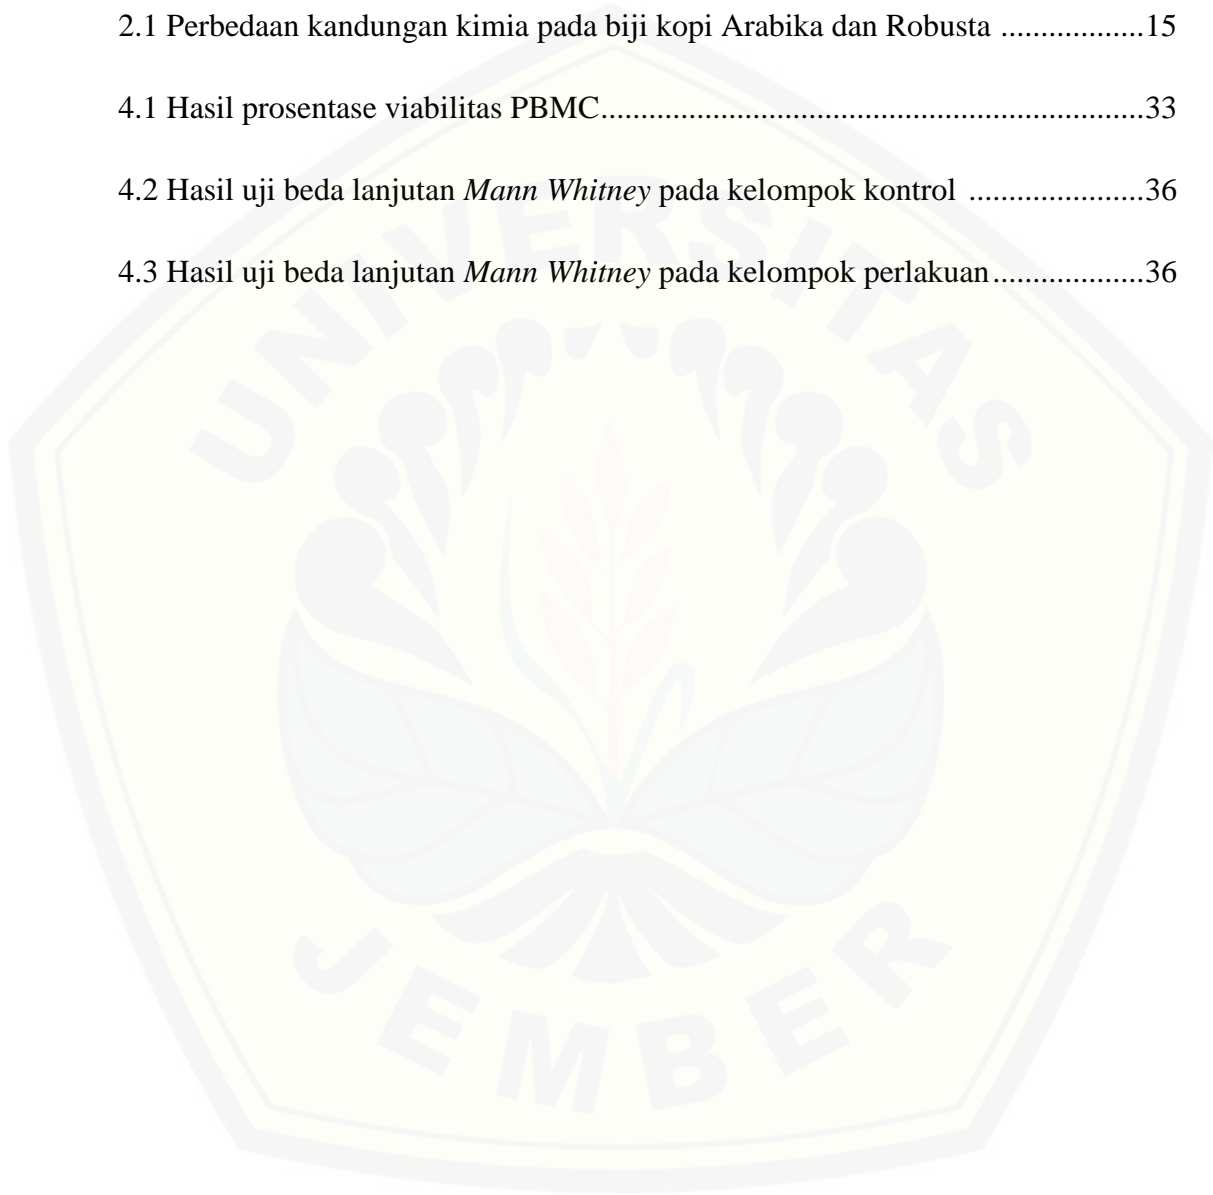 2.1 Perbedaan kandungan kimia pada biji kopi Arabika dan Robusta ..................15
4.1 Hasil prosentase viabilitas PBMC....................................................................33
4.2 Hasil uji beda lanjutan Mann Whitney pada kelompok kontrol ......................36
4.3 Hasil uji beda lanjutan Mann Whitney pada kelompok perlakuan...................36
UNIVERSITAS
JEMBER